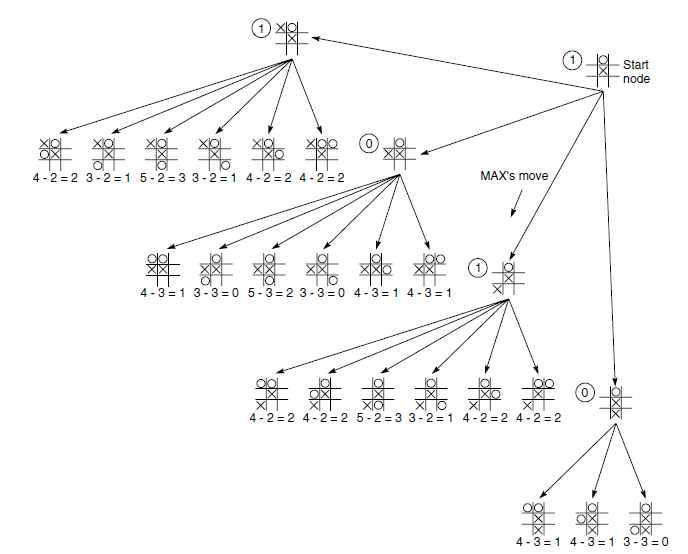 1
1
Start
node
0
4 - 2 = 2 3 - 2 = 1 5 - 2 = 3 3 - 2 = 1 4 - 2 = 2 4 - 2 = 2
MAX's move
1
4 - 3 = 1 3 - 3 = 0 5 - 3 = 2 3 - 3 = 0 4 - 3 = 1 4 - 3 = 1
0
4 - 2 = 2 4 - 2 = 2 5 - 2 = 3 3 - 2 = 1 4 - 2 = 2 4 - 2 = 2
4 - 3 = 1 4 - 3 = 1 3 - 3 = 0